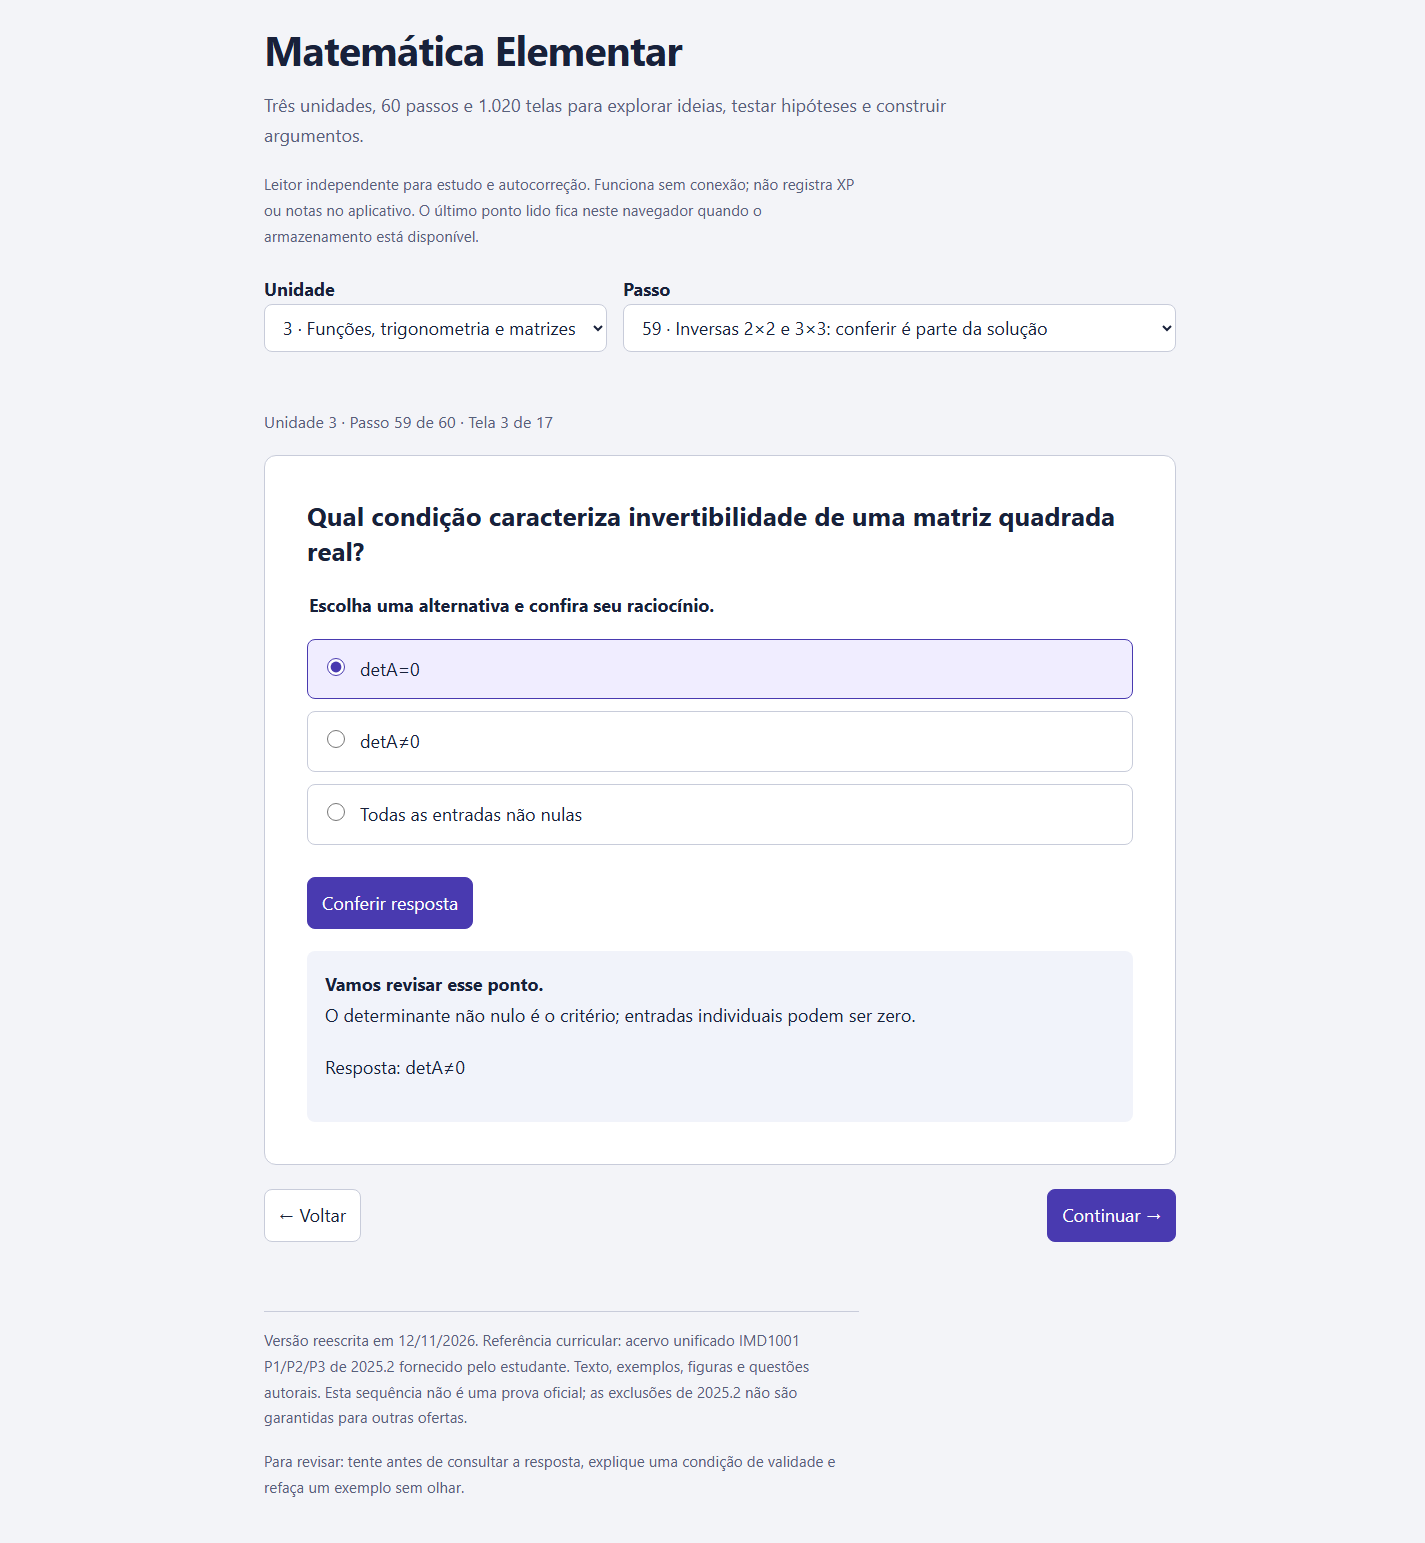 Matemática Elementar
Três unidades, 60 passos e 1.020 telas para explorar ideias, testar hipóteses e construir
argumentos.
Leitor independente para estudo e autocorreção. Funciona sem conexão; não registra XP
ou notas no aplicativo. O último ponto lido fica neste navegador quando o
armazenamento está disponível.
Unidade
Passo
3 · Funções, trigonometria e matrizes
59 · Inversas 2×2 e 3×3: conferir é parte da solução
Unidade 3 · Passo 59 de 60 · Tela 3 de 17
Qual condição caracteriza invertibilidade de uma matriz quadrada
real?
Escolha uma alternativa e confira seu raciocínio.
detA=0
detA≠0
Todas as entradas não nulas
Conferir resposta
Vamos revisar esse ponto.
O determinante não nulo é o critério; entradas individuais podem ser zero.
Resposta: detA≠0
← Voltar
Continuar →
Versão reescrita em 12/11/2026. Referência curricular: acervo unificado IMD1001
P1/P2/P3 de 2025.2 fornecido pelo estudante. Texto, exemplos, figuras e questões
autorais. Esta sequência não é uma prova oficial; as exclusões de 2025.2 não são
garantidas para outras ofertas.
Para revisar: tente antes de consultar a resposta, explique uma condição de validade e
refaça um exemplo sem olhar.